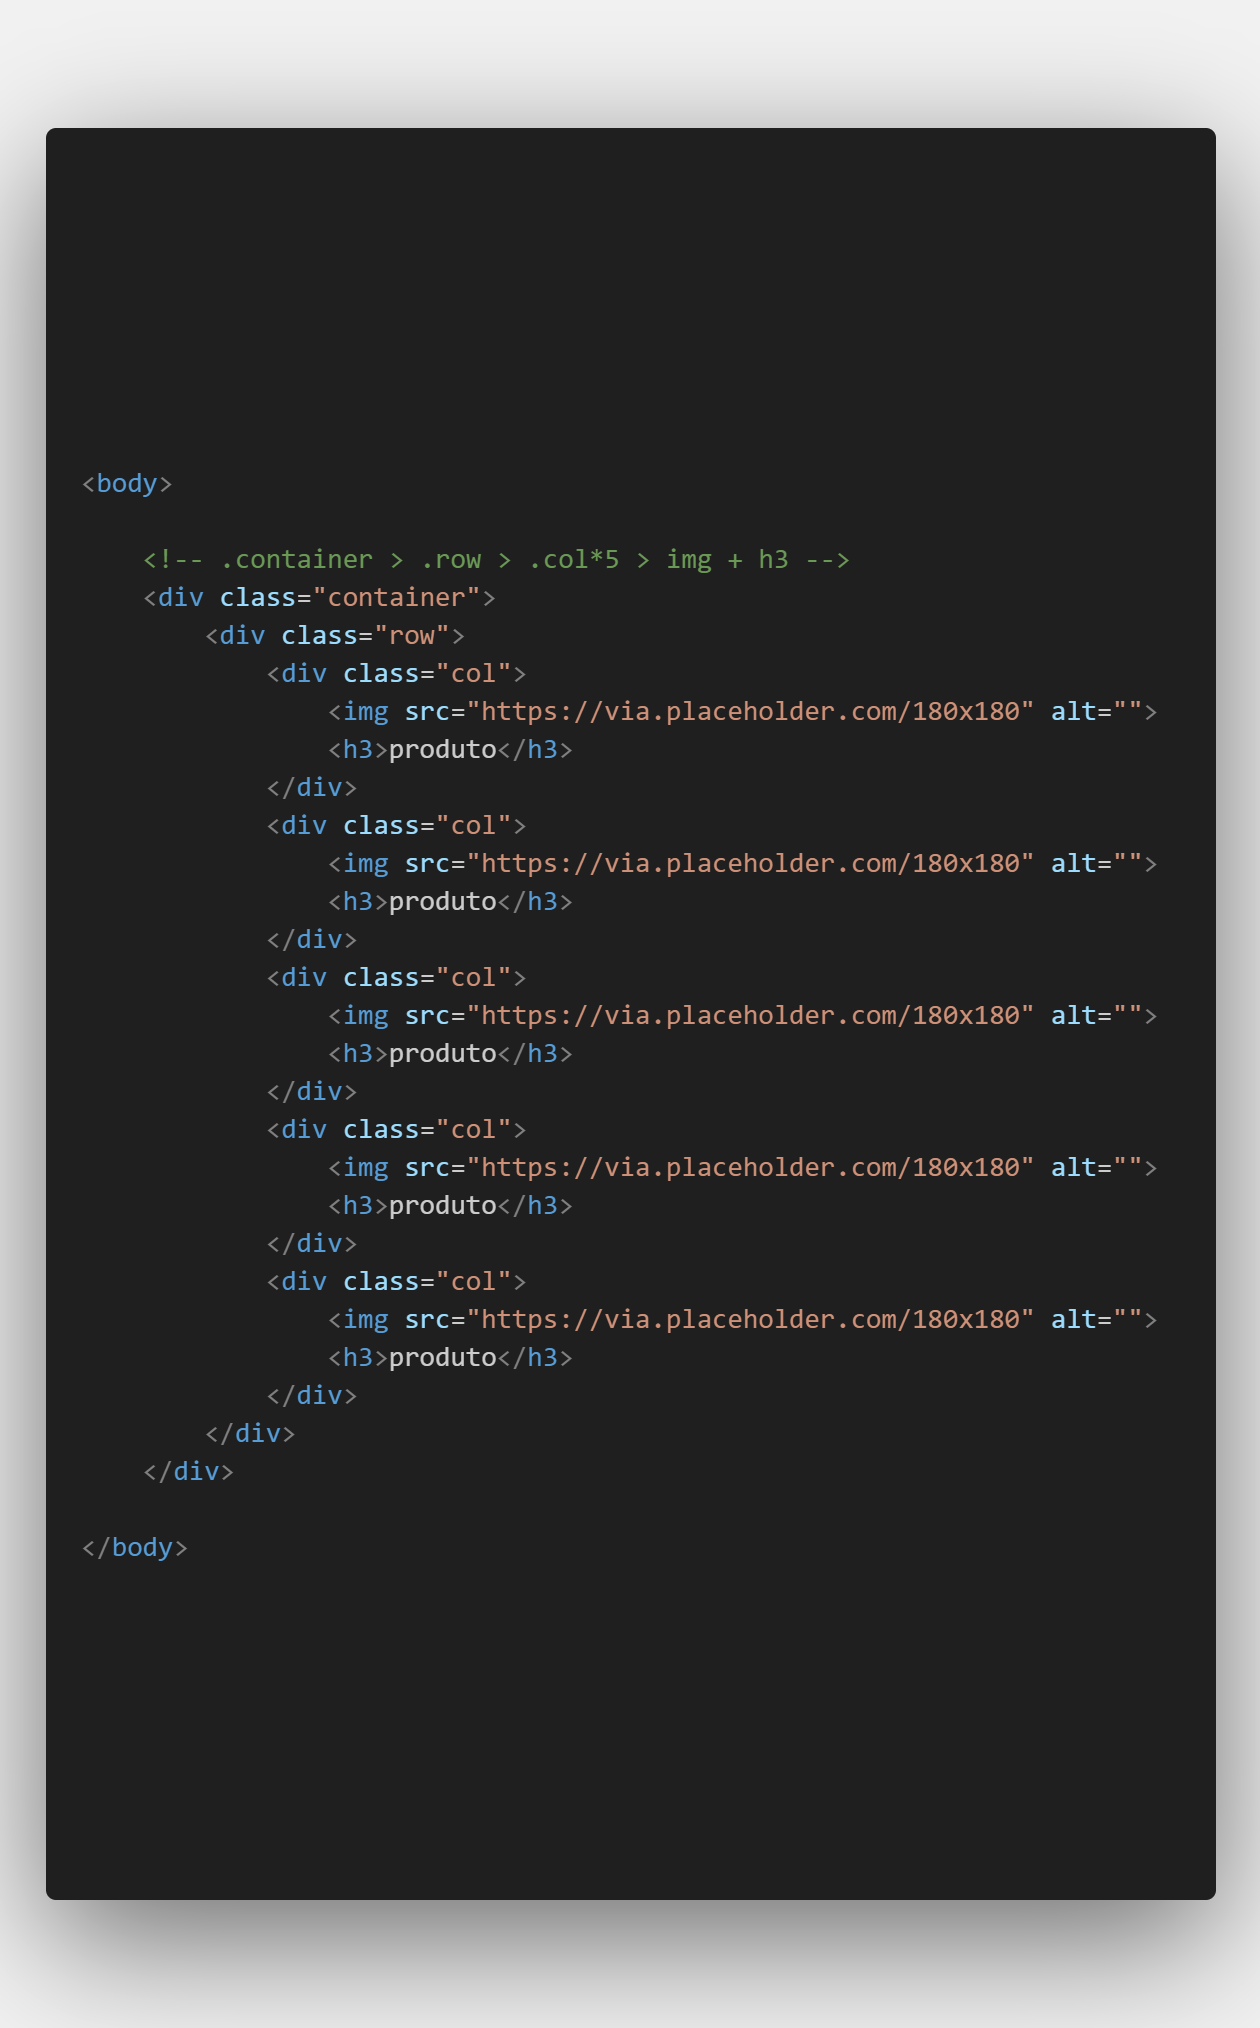 <body>
<!-- .container > .row > .col*5 > img + h3 -->
<div class="container">
<div class="row">
<div class="col">
<img src="https://via.placeholder.com/180x180" alt="">
<h3>produto</h3>
</div>
<div class="col">
<img src="https://via.placeholder.com/180x180" alt="">
<h3>produto</h3>
</div>
<div class="col">
<img src="https://via.placeholder.com/180x180" alt="">
<h3>produto</h3>
</div>
<div class="col">
<img src="https://via.placeholder.com/180x180" alt="">
<h3>produto</h3>
</div>
<div class="col">
<img src="https://via.placeholder.com/180x180" alt="">
<h3>produto</h3>
</div>
</div>
</div>
</body>